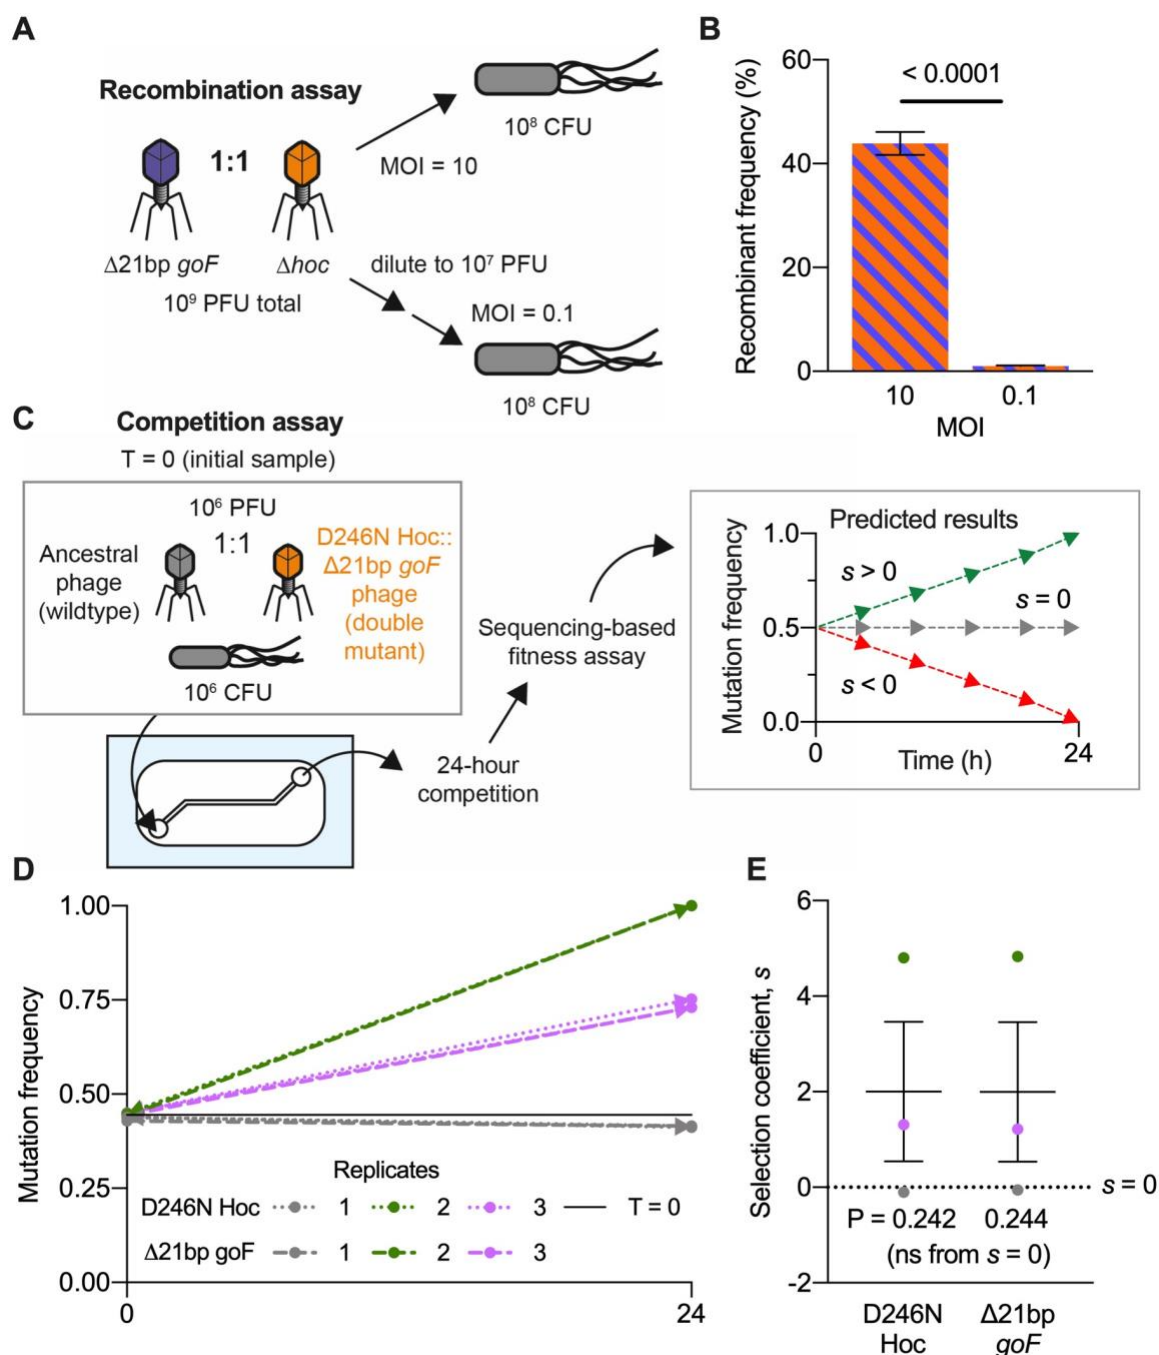 A
Recombination assay
1:1
Δ21bp goF
Δhoc
10⁹ PFU total
MOI = 10
10⁸ CFU
dilute to 10⁷ PFU
MOI = 0.1
10⁸ CFU
B
Recombinant frequency (%)
60
40
20
0
< 0.0001
10
0.1
MOI
C
Competition assay
T = 0 (initial sample)
10⁶ PFU
1:1
Ancestral
phage
(wildtype)
D246N Hoc::
Δ21bp goF
phage
(double
mutant)
10⁶ CFU
24-hour
competition
Sequencing-based
fitness assay
Predicted results
Mutation frequency
1.0
0.5
0.0
s > 0
s = 0
s < 0
0
24
Time (h)
D
Mutation frequency
1.00
0.75
0.50
0.25
0.00
Replicates
D246N Hoc 1 2 3 T = 0
Δ21bp goF 1 2 3
0
24
E
Selection coefficient, s
6
4
2
0
-2
s = 0
P = 0.242 0.244
(ns from s = 0)
D246N
Hoc
Δ21bp
goF